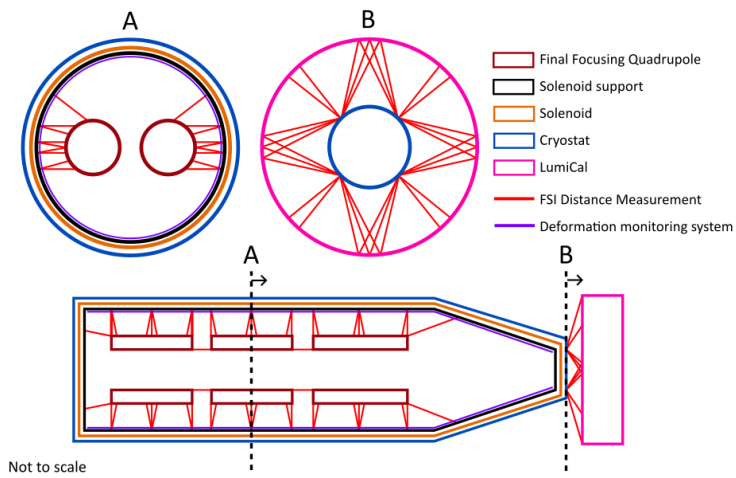 A
B
Final Focusing Quadrupole
Solenoid support
Solenoid
Cryostat
LumiCal
FSI Distance Measurement
Deformation monitoring system
A
B
Not to scale